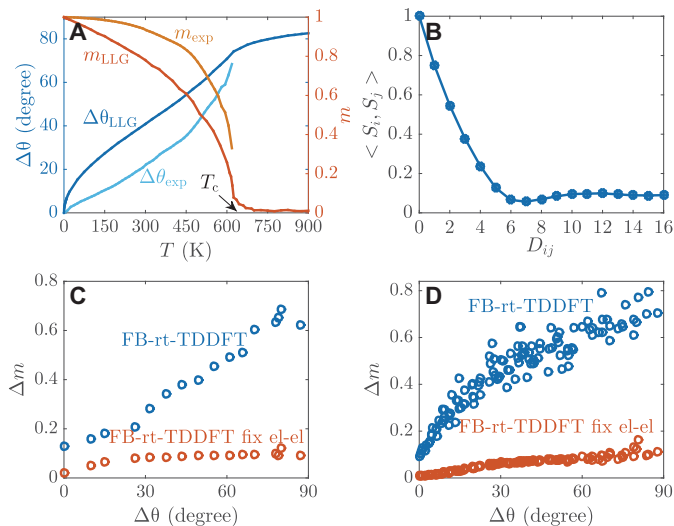 A
80
60
40
20
0
Δθ (degree)
1
0.8
0.6
0.4
0.2
0
m
m_exp
m_LLG
Δθ_LLG
Δθ_exp
T_c
0 150 300 450 600 750 900
T (K)
B
1
0.8
0.6
0.4
0.2
0
< S_i, S_j >
0 2 4 6 8 10 12 14 16
D_ij
C
0.8
0.6
0.4
0.2
0
Δm
FB-rt-TDDFT
FB-rt-TDDFT fix el-el
0 30 60 90
Δθ (degree)
D
0.8
0.6
0.4
0.2
0
Δm
FB-rt-TDDFT
FB-rt-TDDFT fix el-el
0 30 60 90
Δθ (degree)